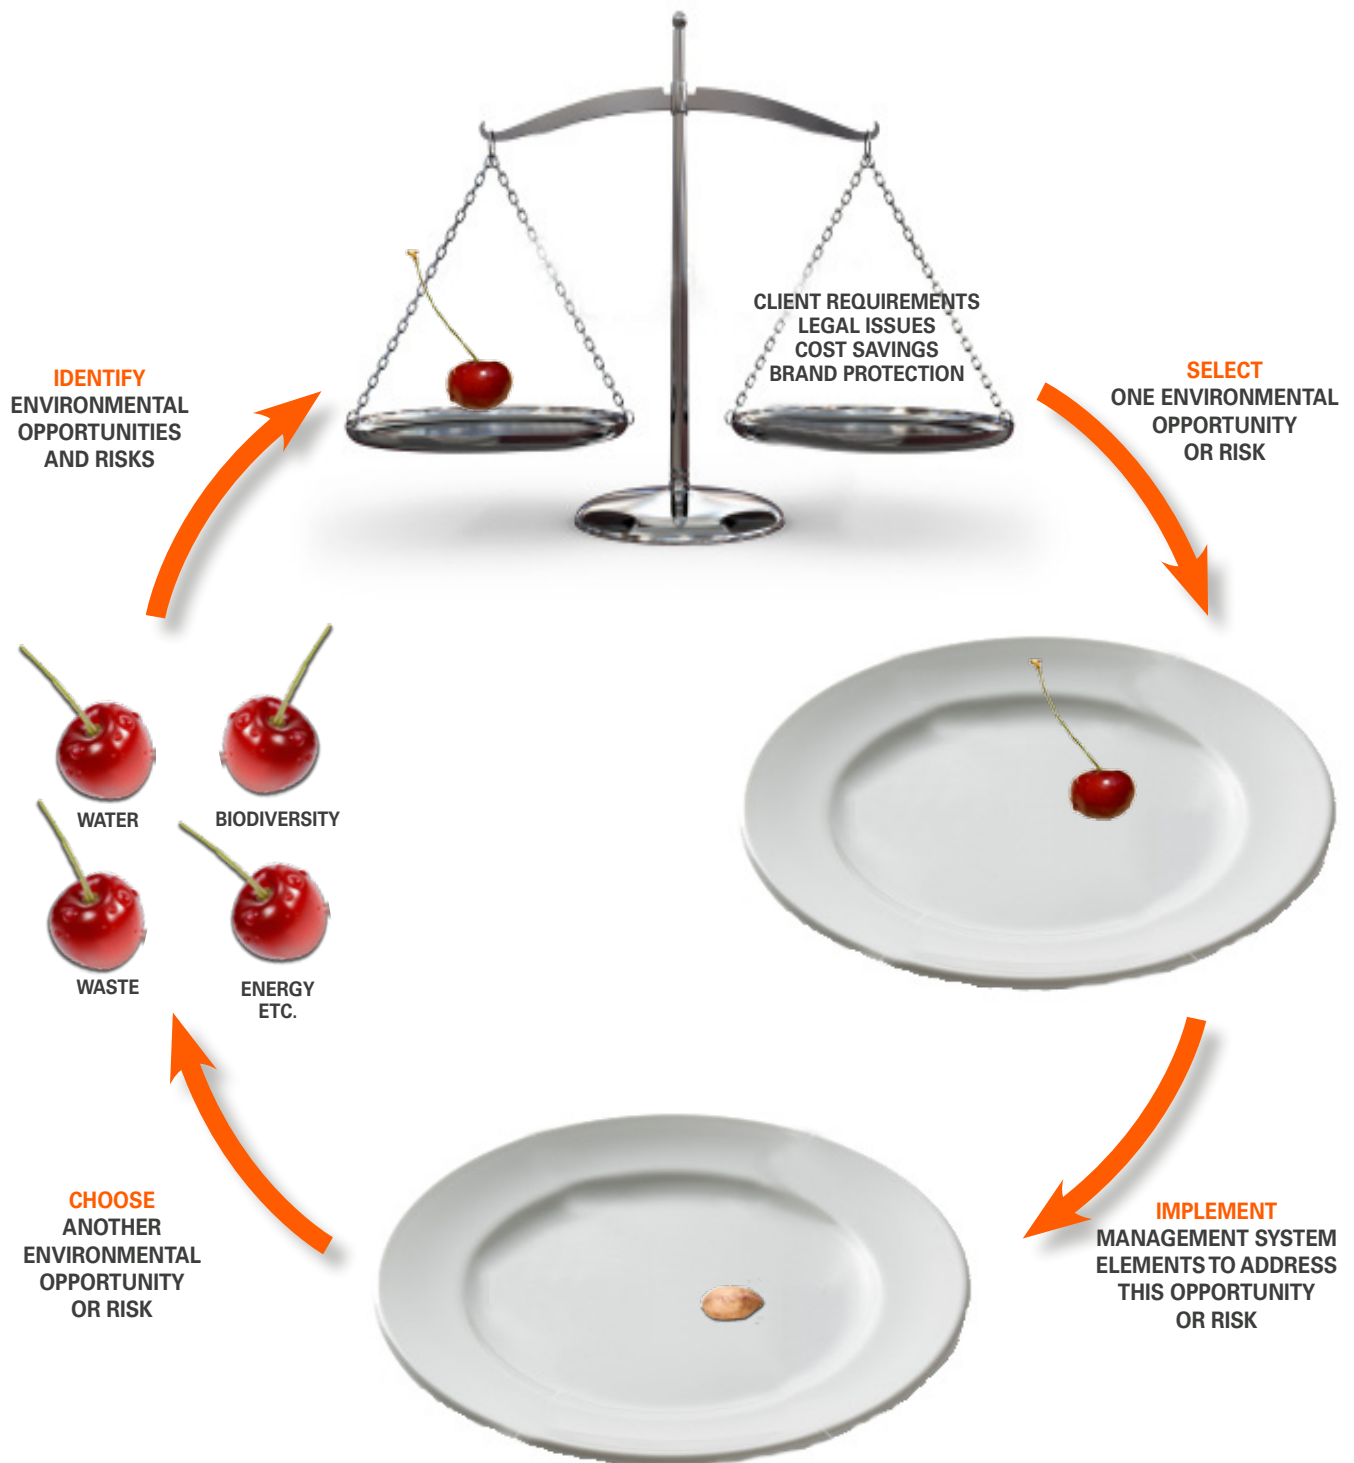 CLIENT REQUIREMENTS
LEGAL ISSUES
COST SAVINGS
BRAND PROTECTION
IDENTIFY
ENVIRONMENTAL
OPPORTUNITIES
AND RISKS
SELECT
ONE ENVIRONMENTAL
OPPORTUNITY
OR RISK
WATER
BIODIVERSITY
WASTE
ENERGY
ETC.
CHOOSE
ANOTHER
ENVIRONMENTAL
OPPORTUNITY
OR RISK
IMPLEMENT
MANAGEMENT SYSTEM
ELEMENTS TO ADDRESS
THIS OPPORTUNITY
OR RISK